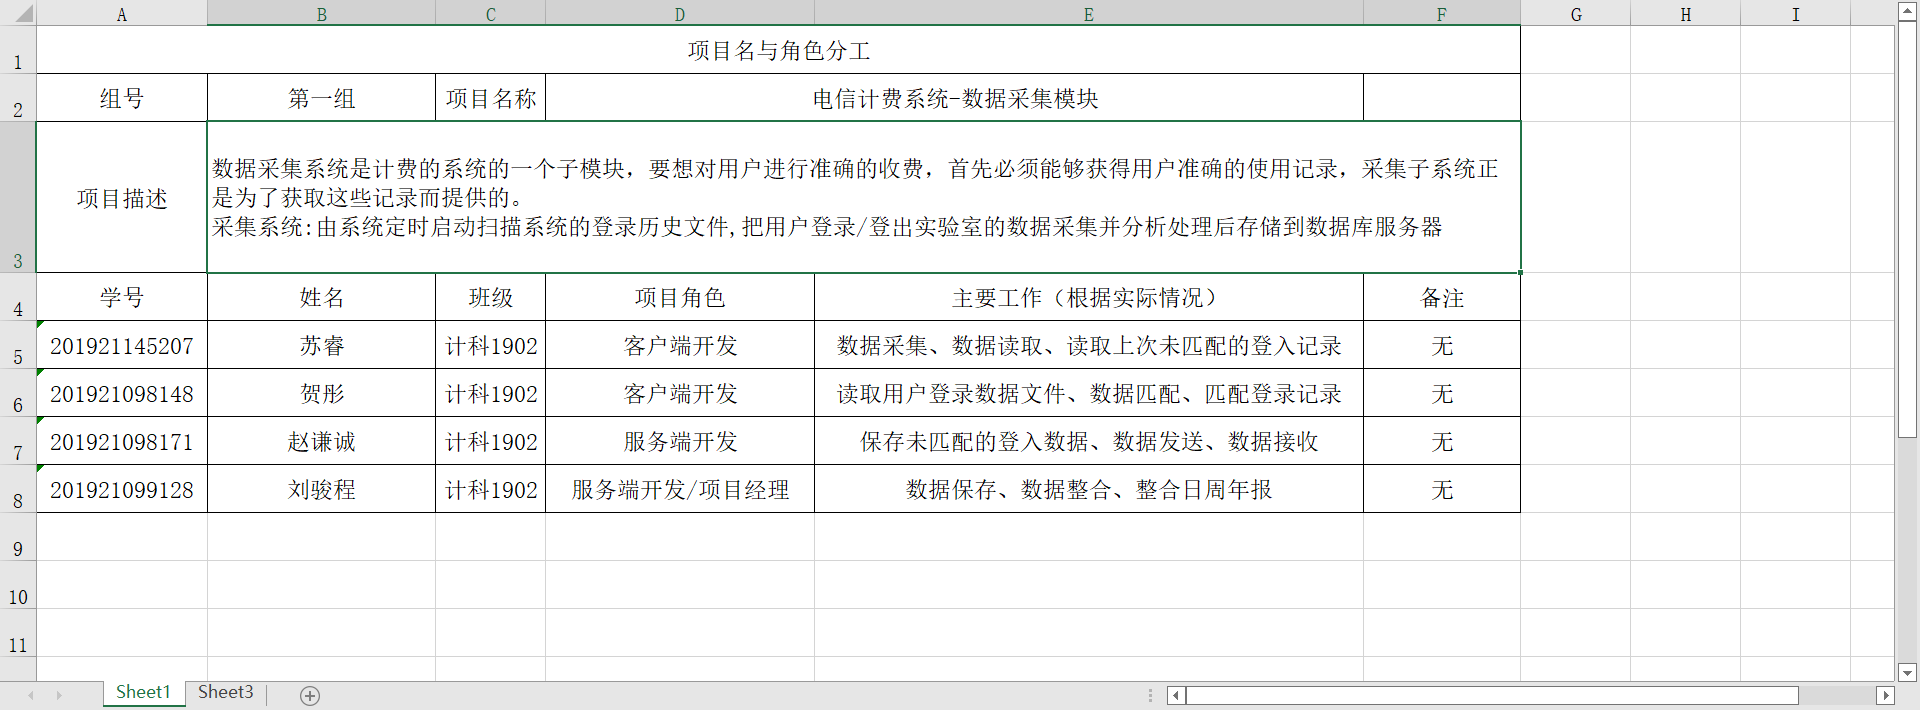 A B C D E F G H I
1 项目名与角色分工
2 组号 第一组 项目名称 电信计费系统-数据采集模块
3 项目描述 数据采集系统是计费的系统的一个子模块，要想对用户进行准确的收费，首先必须能够获得用户准确的使用记录，采集子系统正
是为了获取这些记录而提供的。
采集系统:由系统定时启动扫描系统的登录历史文件,把用户登录/登出实验室的数据采集并分析处理后存储到数据库服务器
4 学号 姓名 班级 项目角色 主要工作（根据实际情况） 备注
5 201921145207 苏睿 计科1902 客户端开发 数据采集、数据读取、读取上次未匹配的登入记录 无
6 201921098148 贺彤 计科1902 客户端开发 读取用户登录数据文件、数据匹配、匹配登录记录 无
7 201921098171 赵谦诚 计科1902 服务端开发 保存未匹配的登入数据、数据发送、数据接收 无
8 201921099128 刘骏程 计科1902 服务端开发/项目经理 数据保存、数据整合、整合日周年报 无
9
10
11
Sheet1 Sheet3